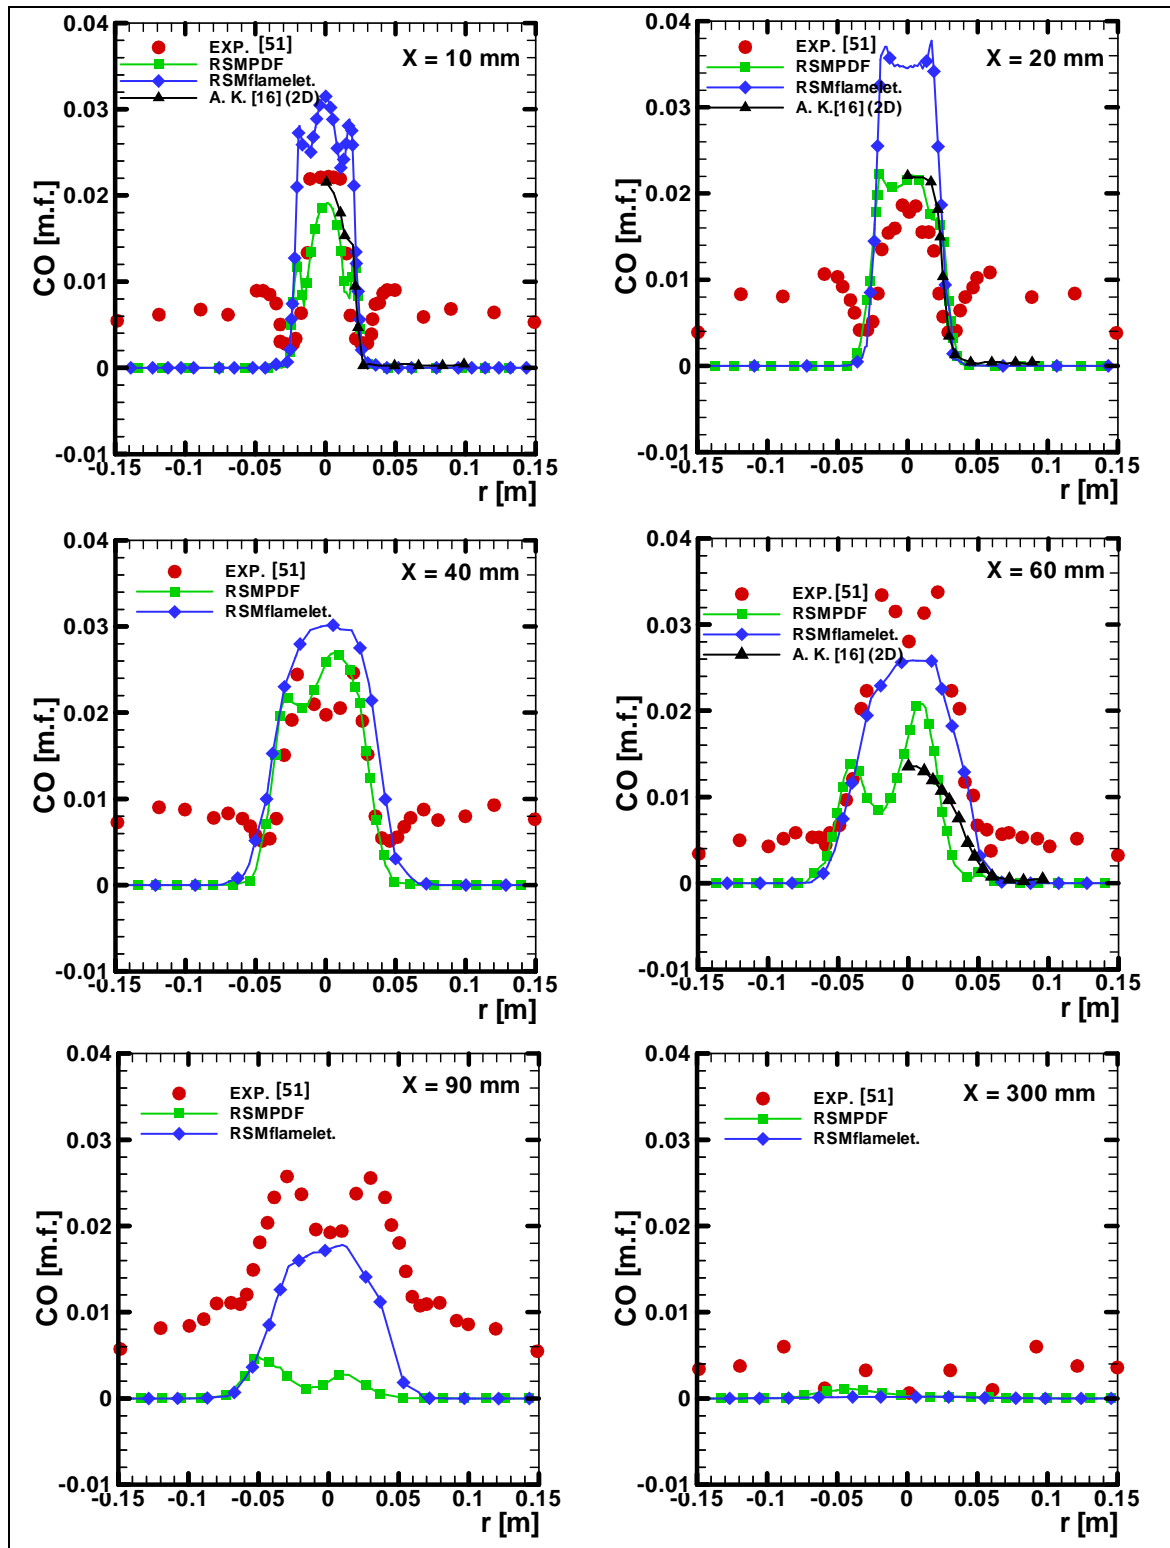 0.04
0.03
0.02
0.01
0
-0.01
CO [m.f.]
EXP. [51]
RSMPDF
RSMflamelet.
A. K. [16] (2D)
X = 10 mm
-0.15 -0.1 -0.05 0 0.05 0.1 0.15
r [m]
0.04
0.03
0.02
0.01
0
-0.01
CO [m.f.]
EXP. [51]
RSMPDF
RSMflamelet.
A. K.[16] (2D)
X = 20 mm
-0.15 -0.1 -0.05 0 0.05 0.1 0.15
r [m]
0.04
0.03
0.02
0.01
0
-0.01
CO [m.f.]
EXP. [51]
RSMPDF
RSMflamelet.
X = 40 mm
-0.15 -0.1 -0.05 0 0.05 0.1 0.15
r [m]
0.04
0.03
0.02
0.01
0
-0.01
CO [m.f.]
EXP. [51]
RSMPDF
RSMflamelet.
A. K. [16] (2D)
X = 60 mm
-0.15 -0.1 -0.05 0 0.05 0.1 0.15
r [m]
0.04
0.03
0.02
0.01
0
-0.01
CO [m.f.]
EXP. [51]
RSMPDF
RSMflamelet.
X = 90 mm
-0.15 -0.1 -0.05 0 0.05 0.1 0.15
r [m]
0.04
0.03
0.02
0.01
0
-0.01
CO [m.f.]
EXP. [51]
RSMPDF
RSMflamelet.
X = 300 mm
-0.15 -0.1 -0.05 0 0.05 0.1 0.15
r [m]